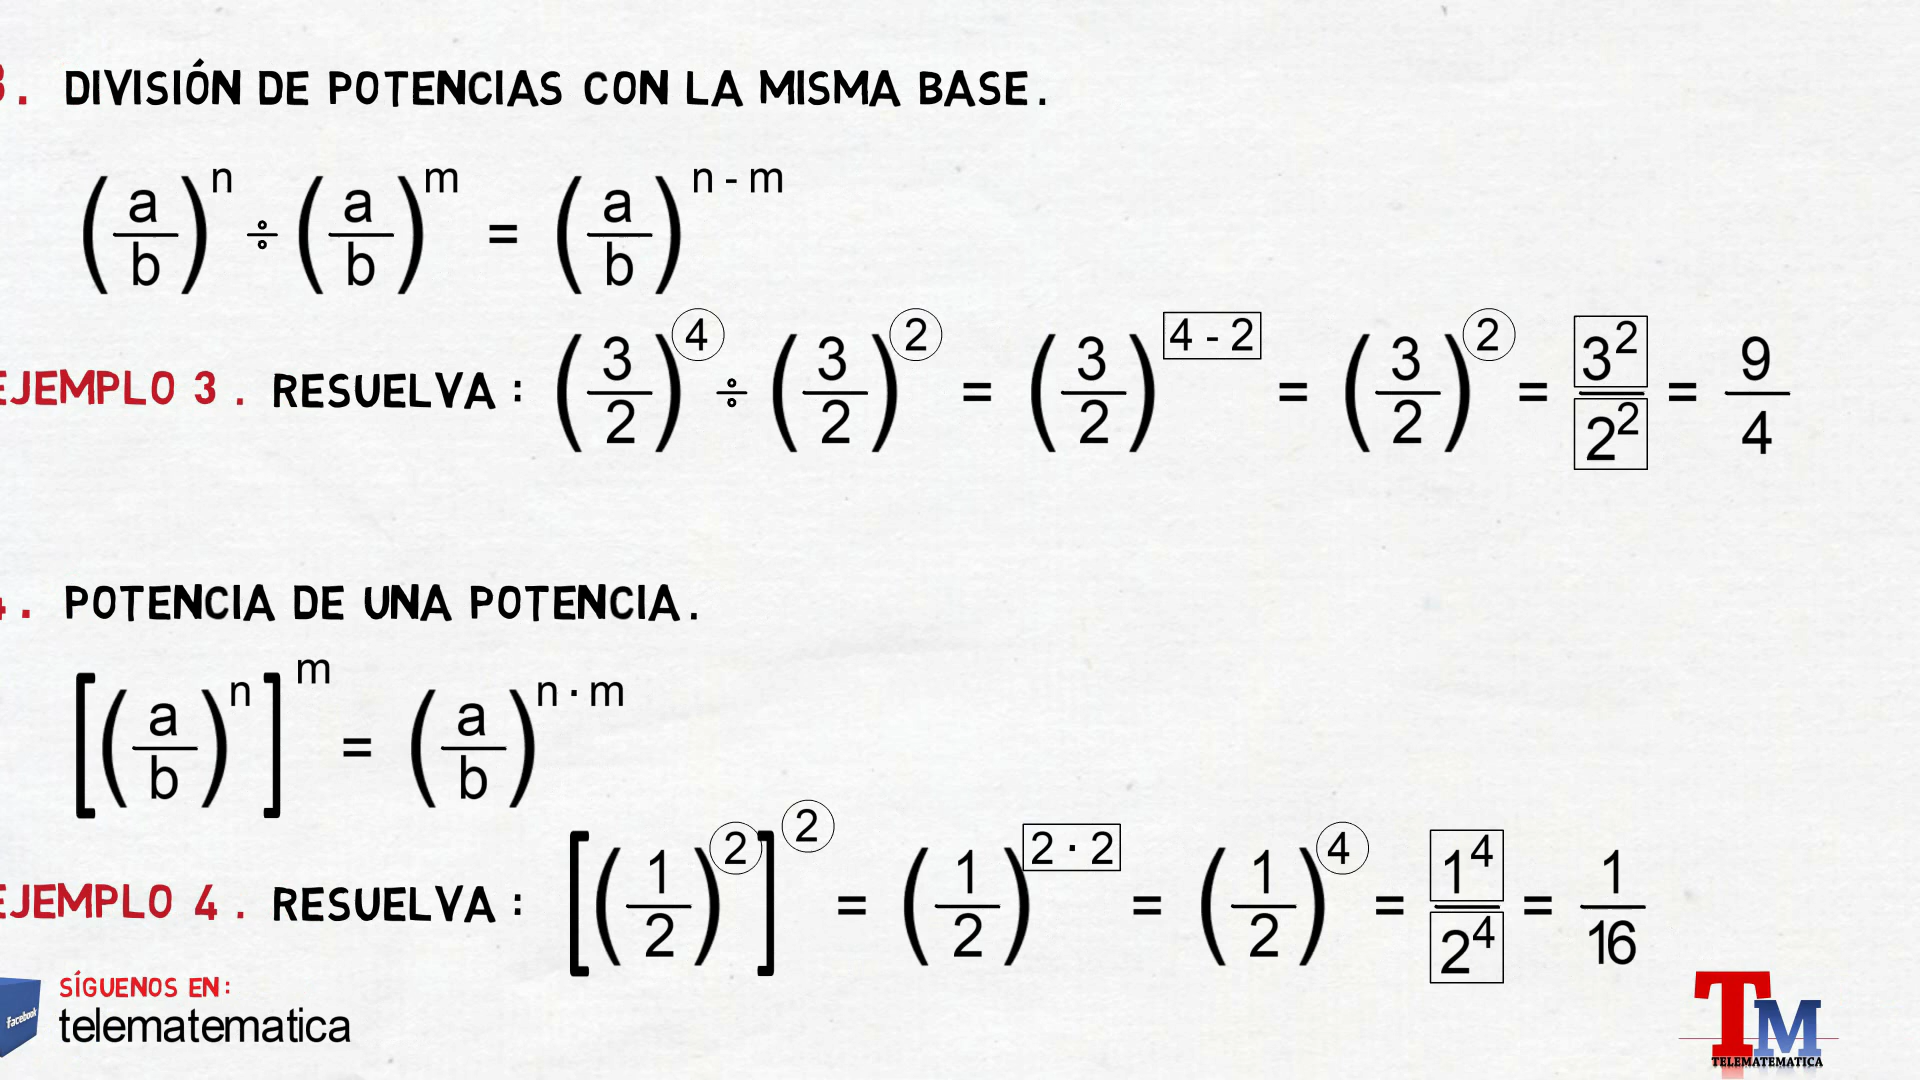 3. DIVISIÓN DE POTENCIAS CON LA MISMA BASE.
(a/b)^n ÷ (a/b)^m = (a/b)^(n - m)
EJEMPLO 3. RESUELVA: (3/2)^4 ÷ (3/2)^2 = (3/2)^(4 - 2) = (3/2)^2 = 3^2/2^2 = 9/4
4. POTENCIA DE UNA POTENCIA.
[(a/b)^n]^m = (a/b)^(n · m)
EJEMPLO 4. RESUELVA: [(1/2)^2]^2 = (1/2)^(2 · 2) = (1/2)^4 = 1^4/2^4 = 1/16
facebook
SÍGUENOS EN:
telematematica
TM
TELEMATEMATICA